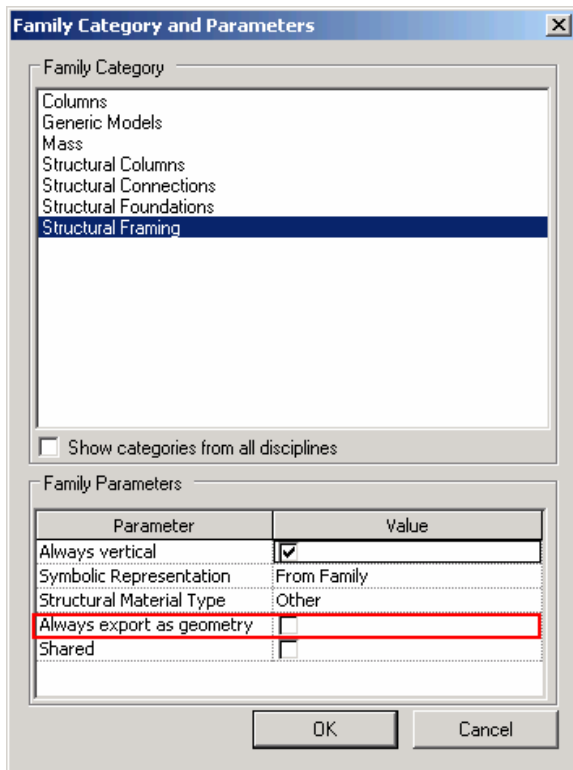 Family Category and Parameters
Family Category
Columns
Generic Models
Mass
Structural Columns
Structural Connections
Structural Foundations
Structural Framing
Show categories from all disciplines
Family Parameters
Parameter Value
Always vertical
Symbolic Representation From Family
Structural Material Type Other
Always export as geometry
Shared
OK Cancel